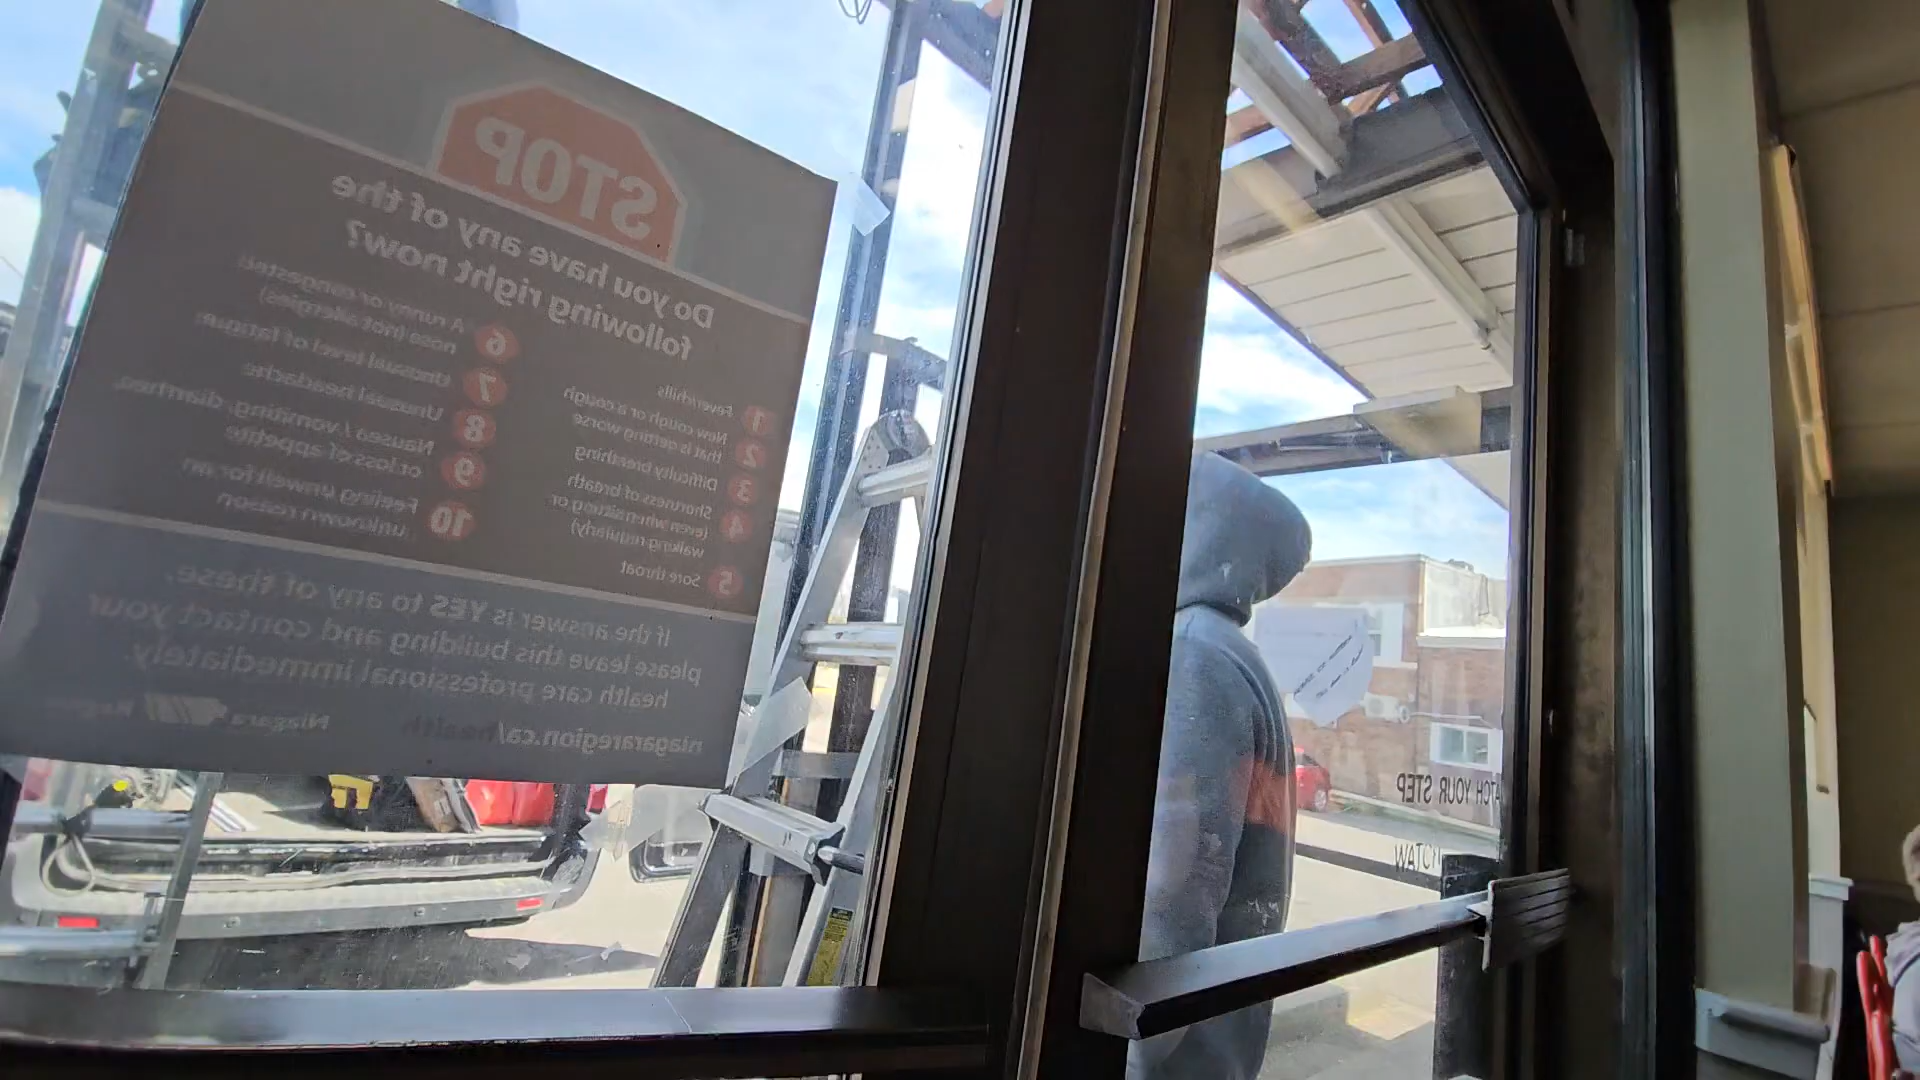 STOP
Do you have any of the
following right now?
1 Fever/chills
2 New cough or a cough
that is getting worse
3 Difficulty breathing
4 Shortness of breath
(even when sitting or
walking regularly)
5 Sore throat
6 A runny or congested
nose (not allergies)
7 Unusual level of fatigue
8 Unusual headache
9 Nausea / vomiting, diarrhea,
or loss of appetite
10 Feeling unwell for an
unknown reason
If the answer is YES to any of these,
please leave this building and contact your
health care professional immediately.
niagararegion.ca/health
Niagara Region
WATCH YOUR STEP
WATCH